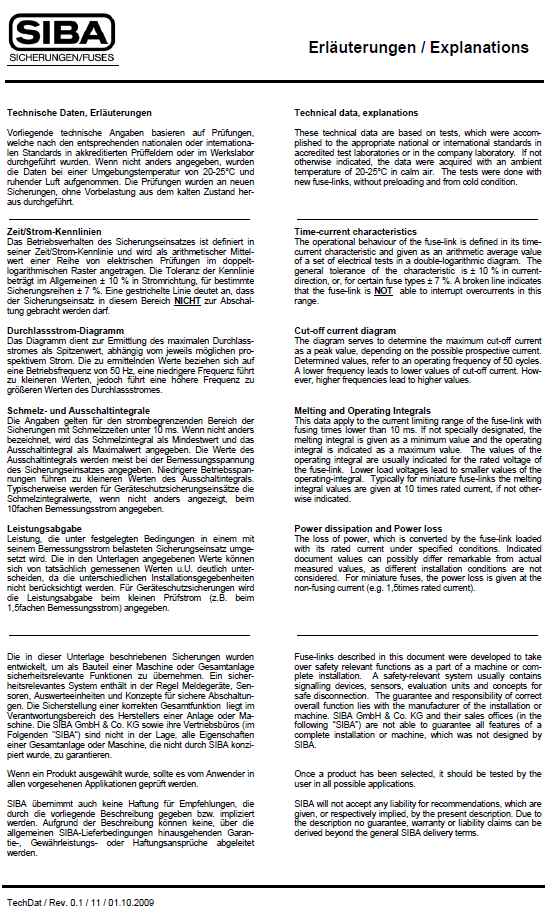 SIBA
SICHERUNGEN/FUSES
Erläuterungen / Explanations
Technische Daten, Erläuterungen
Vorliegende technische Angaben basieren auf Prüfungen,
welche nach den entsprechenden nationalen oder internationa-
len Standards in akkreditierten Prüffeldern oder im Werkslabor
durchgeführt wurden. Wenn nicht anders angegeben, wurden
die Daten bei einer Umgebungstemperatur von 20-25°C und
ruhender Luft aufgenommen. Die Prüfungen wurden an neuen
Sicherungen, ohne Vorbelastung aus dem kalten Zustand her-
aus durchgeführt.
Zeit/Strom-Kennlinien
Das Betriebsverhalten des Sicherungseinsatzes ist definiert in
seiner Zeit/Strom-Kennlinie und wird als arithmetischer Mittel-
wert einer Reihe von elektrischen Prüfungen im doppelt-
logarithmischen Raster angetragen. Die Toleranz der Kennlinie
beträgt im Allgemeinen ± 10 % in Stromrichtung, für bestimmte
Sicherungsreihen ± 7 %. Eine gestrichelte Linie deutet an, dass
der Sicherungseinsatz in diesem Bereich NICHT zur Abschal-
tung gebracht werden darf.
Durchlassstrom-Diagramm
Das Diagramm dient zur Ermittlung des maximalen Durchlass-
stromes als Spitzenwert, abhängig vom jeweils möglichen pro-
spektivem Strom. Die zu ermittelnden Werte beziehen sich auf
eine Betriebsfrequenz von 50 Hz, eine niedrigere Frequenz führt
zu kleineren Werten, jedoch führt eine höhere Frequenz zu
größeren Werten des Durchlassstromes.
Schmelz- und Ausschaltintegrale
Die Angaben gelten für den strombegrenzenden Bereich der
Sicherungen mit Schmelzzeiten unter 10 ms. Wenn nicht anders
bezeichnet, wird das Schmelzintegral als Mindestwert und das
Ausschaltintegral als Maximalwert angegeben. Die Werte des
Ausschaltintegrals werden meist bei der Bemessungsspannung
des Sicherungseinsatzes angegeben. Niedrigere Betriebsspan-
nungen führen zu kleineren Werten des Ausschaltintegrals.
Typischerweise werden für Geräteschutzsicherungseinsätze die
Schmelzintegralwerte, wenn nicht anders angezeigt, beim
10fachen Bemessungsstrom angegeben.
Leistungsabgabe
Leistung, die unter festgelegten Bedingungen in einem mit
seinem Bemessungsstrom belasteten Sicherungseinsatz umge-
setzt wird. Die in den Unterlagen angegebenen Werte können
sich von tatsächlich gemessenen Werten u.U. deutlich unter-
scheiden, da die unterschiedlichen Installationsgegebenheiten
nicht berücksichtigt werden. Für Geräteschutzsicherungen wird
die Leistungsabgabe beim kleinen Prüfstrom (z.B. beim
1,5fachen Bemessungsstrom) angegeben.
Die in dieser Unterlage beschriebenen Sicherungen wurden
entwickelt, um als Bauteil einer Maschine oder Gesamtanlage
sicherheitsrelevante Funktionen zu übernehmen. Ein sicher-
heitsrelevantes System enthält in der Regel Meldegeräte, Sen-
soren, Auswerteeinheiten und Konzepte für sichere Abschaltun-
gen. Die Sicherstellung einer korrekten Gesamtfunktion liegt im
Verantwortungsbereich des Herstellers einer Anlage oder Ma-
schine. Die SIBA GmbH & Co. KG sowie ihre Vertriebsbüros (im
Folgenden "SIBA") sind nicht in der Lage, alle Eigenschaften
einer Gesamtanlage oder Maschine, die nicht durch SIBA konzi-
piert wurde, zu garantieren.
Wenn ein Produkt ausgewählt wurde, sollte es vom Anwender in
allen vorgesehenen Applikationen geprüft werden.
SIBA übernimmt auch keine Haftung für Empfehlungen, die
durch die vorliegende Beschreibung gegeben bzw. impliziert
werden. Aufgrund der Beschreibung können keine, über die
allgemeinen SIBA-Lieferbedingungen hinausgehenden Garan-
tie-, Gewährleistungs- oder Haftungsansprüche abgeleitet
werden.
Technical data, explanations
These technical data are based on tests, which were accom-
plished to the appropriate national or international standards in
accredited test laboratories or in the company laboratory. If not
otherwise indicated, the data were acquired with an ambient
temperature of 20-25°C in calm air. The tests were done with
new fuse-links, without preloading and from cold condition.
Time-current characteristics
The operational behaviour of the fuse-link is defined in its time-
current characteristic and given as an arithmetic average value
of a set of electrical tests in a double-logarithmic diagram. The
general tolerance of the characteristic is ± 10 % in current-
direction, or, for certain fuse types ± 7 %. A broken line indicates
that the fuse-link is NOT able to interrupt overcurrents in this
range.
Cut-off current diagram
The diagram serves to determine the maximum cut-off current
as a peak value, depending on the possible prospective current.
Determined values, refer to an operating frequency of 50 cycles.
A lower frequency leads to lower values of cut-off current. How-
ever, higher frequencies lead to higher values.
Melting and Operating Integrals
This data apply to the current limiting range of the fuse-link with
fusing times lower than 10 ms. If not specially designated, the
melting integral is given as a minimum value and the operating
integral is indicated as a maximum value. The values of the
operating integral are usually indicated for the rated voltage of
the fuse-link. Lower load voltages lead to smaller values of the
operating-integral. Typically for miniature fuse-links the melting
integral values are given at 10 times rated current, if not other-
wise indicated.
Power dissipation and Power loss
The loss of power, which is converted by the fuse-link loaded
with its rated current under specified conditions. Indicated
document values can possibly differ remarkable from actual
measured values, as different installation conditions are not
considered. For miniature fuses, the power loss is given at the
non-fusing current (e.g. 1,5times rated current).
Fuse-links described in this document were developed to take
over safety relevant functions as a part of a machine or com-
plete installation. A safety-relevant system usually contains
signalling devices, sensors, evaluation units and concepts for
safe disconnection. The guarantee and responsibility of correct
overall function lies with the manufacturer of the installation or
machine. SIBA GmbH & Co. KG and their sales offices (in the
following "SIBA") are not able to guarantee all features of a
complete installation or machine, which was not designed by
SIBA.
Once a product has been selected, it should be tested by the
user in all possible applications.
SIBA will not accept any liability for recommendations, which are
given, or respectively implied, by the present description. Due to
the description no guarantee, warranty or liability claims can be
derived beyond the general SIBA delivery terms.
TechDat / Rev. 0.1 / 11 / 01.10.2009